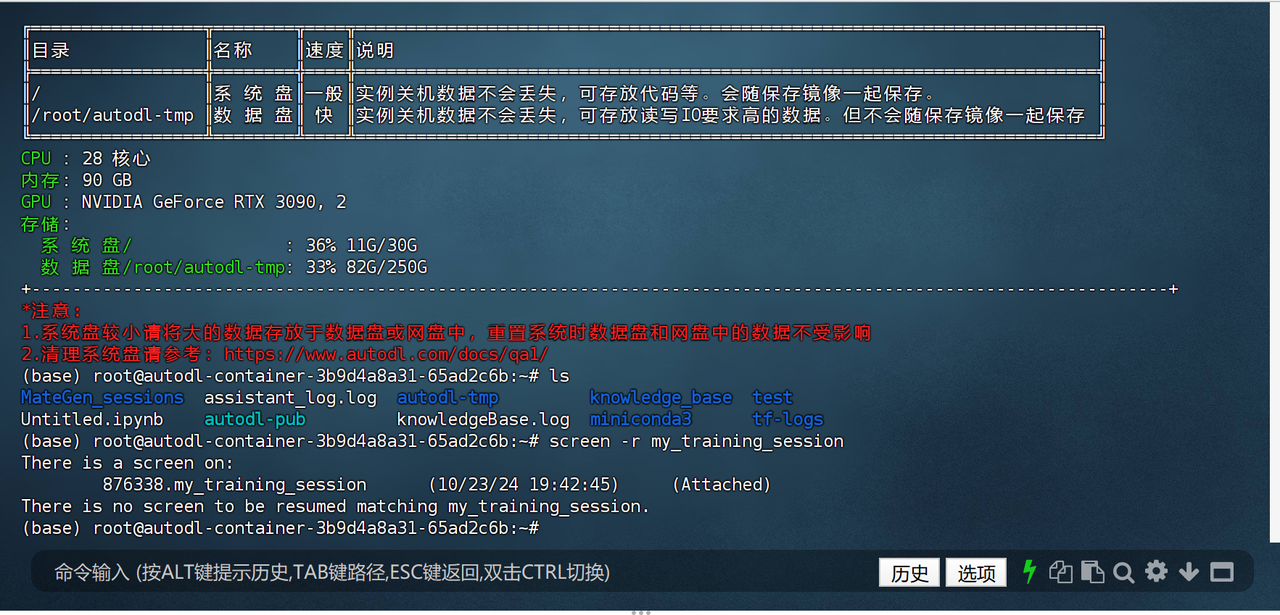 目录 名称 速度 说明
/ 系 统 盘 一般 实例关机数据不会丢失，可存放代码等。会随保存镜像一起保存。
/root/autodl-tmp 数 据 盘 快 实例关机数据不会丢失，可存放读写IO要求高的数据。但不会随保存镜像一起保存
CPU : 28 核心
内存: 90 GB
GPU : NVIDIA GeForce RTX 3090, 2
存储:
系 统 盘/ : 36% 11G/30G
数 据 盘/root/autodl-tmp: 33% 82G/250G
+----------------------------------------------------------------------------------------------------------------+
*注意:
1.系统盘较小请将大的数据存放于数据盘或网盘中，重置系统时数据盘和网盘中的数据不受影响
2.清理系统盘请参考: https://www.autodl.com/docs/qa1/
(base) root@autodl-container-3b9d4a8a31-65ad2c6b:~# ls
MateGen_sessions assistant_log.log autodl-tmp knowledge_base test
Untitled.ipynb autodl-pub knowledgeBase.log miniconda3 tf-logs
(base) root@autodl-container-3b9d4a8a31-65ad2c6b:~# screen -r my_training_session
There is a screen on:
876338.my_training_session (10/23/24 19:42:45) (Attached)
There is no screen to be resumed matching my_training_session.
(base) root@autodl-container-3b9d4a8a31-65ad2c6b:~#
命令输入 (按ALT键提示历史,TAB键路径,ESC键返回,双击CTRL切换) 历史 选项